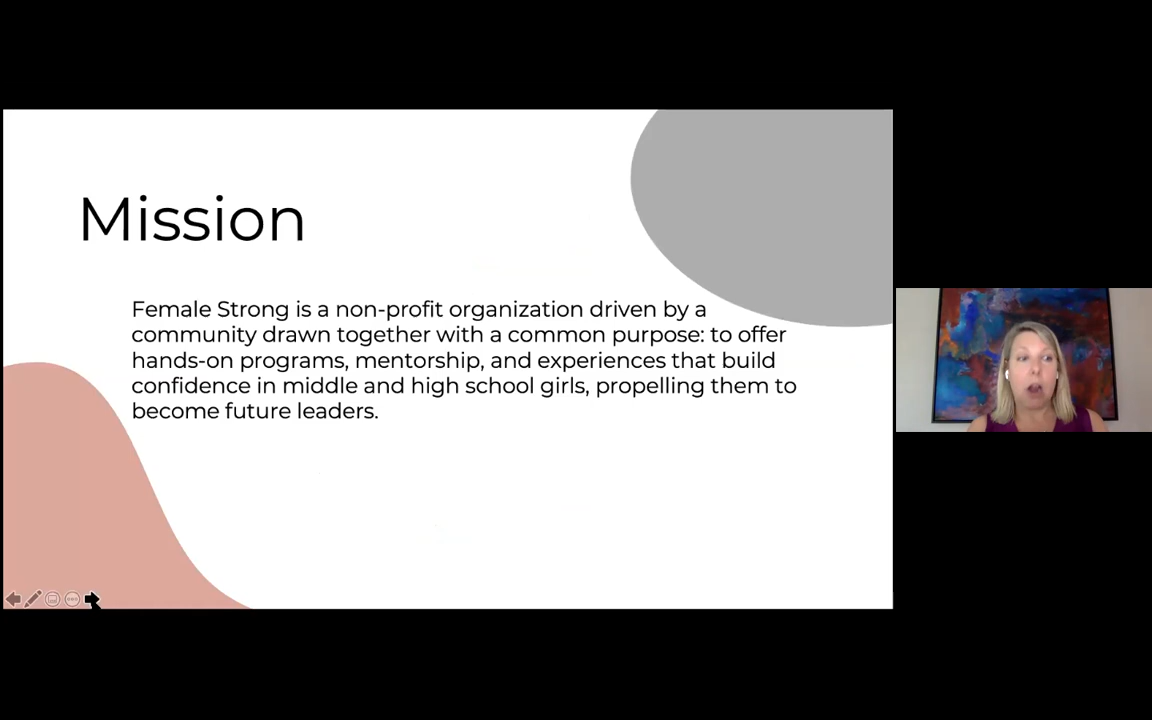 Mission
Female Strong is a non-profit organization driven by a
community drawn together with a common purpose: to offer
hands-on programs, mentorship, and experiences that build
confidence in middle and high school girls, propelling them to
become future leaders.